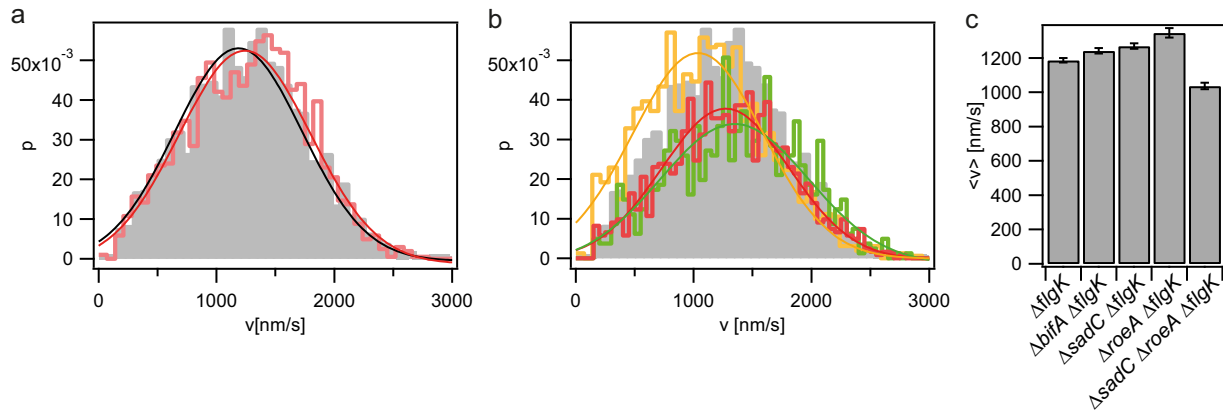 a
50x10⁻³
40
30
20
10
0
p
0
1000
2000
3000
v[nm/s]
b
50x10⁻³
40
30
20
10
0
p
0
1000
2000
3000
v [nm/s]
c
1200
1000
800
600
400
200
0
<v> [nm/s]
ΔflgK
ΔbifA ΔflgK
ΔsadC ΔflgK
ΔroeA ΔflgK
ΔsadC ΔroeA ΔflgK